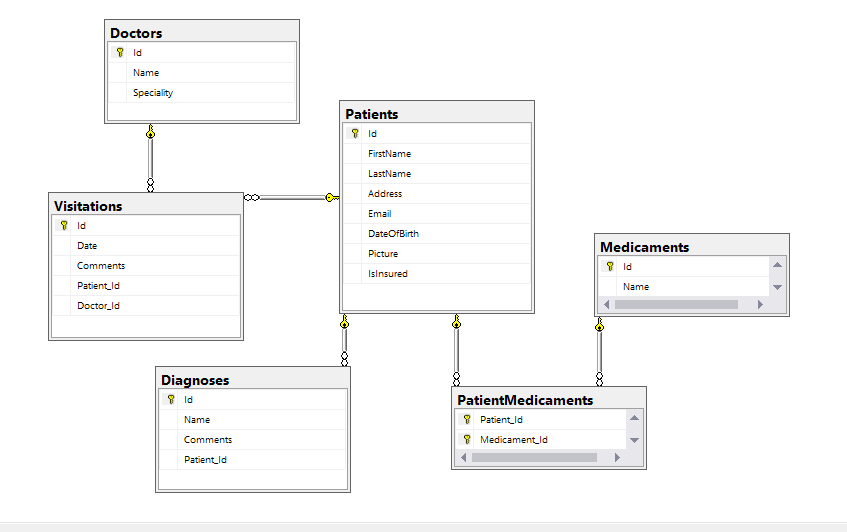 Doctors
Id
Name
Speciality
Patients
Id
FirstName
LastName
Address
Email
DateOfBirth
Picture
IsInsured
Visitations
Id
Date
Comments
Patient_Id
Doctor_Id
Medicaments
Id
Name
Diagnoses
Id
Name
Comments
Patient_Id
PatientMedicaments
Patient_Id
Medicament_Id